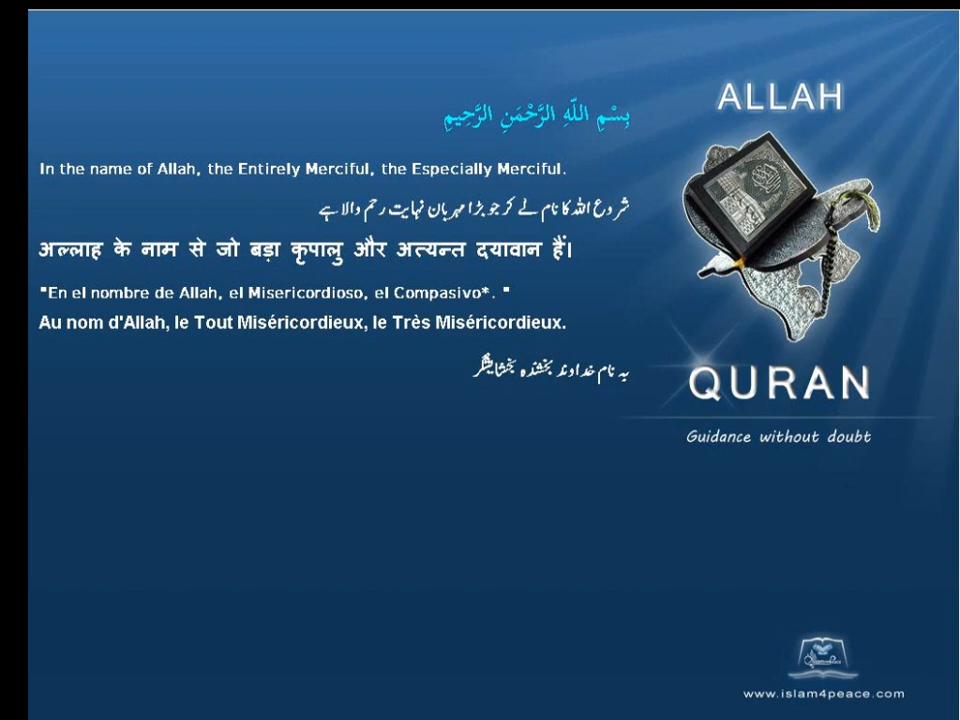 بِسْمِ اللَّهِ الرَّحْمَنِ الرَّحِيمِ
In the name of Allah, the Entirely Merciful, the Especially Merciful.
شروع اللہ کا نام لے کر جو بڑا مہربان نہایت رحم والا ہے
अल्लाह के नाम से जो बड़ा कृपालु और अत्यन्त दयावान हैं।
"En el nombre de Allah, el Misericordioso, el Compasivo*. "
Au nom d'Allah, le Tout Miséricordieux, le Très Miséricordieux.
به نام خداوند بخشنده بخشایشگر
ALLAH
QURAN
Guidance without doubt
www.islam4peace.com